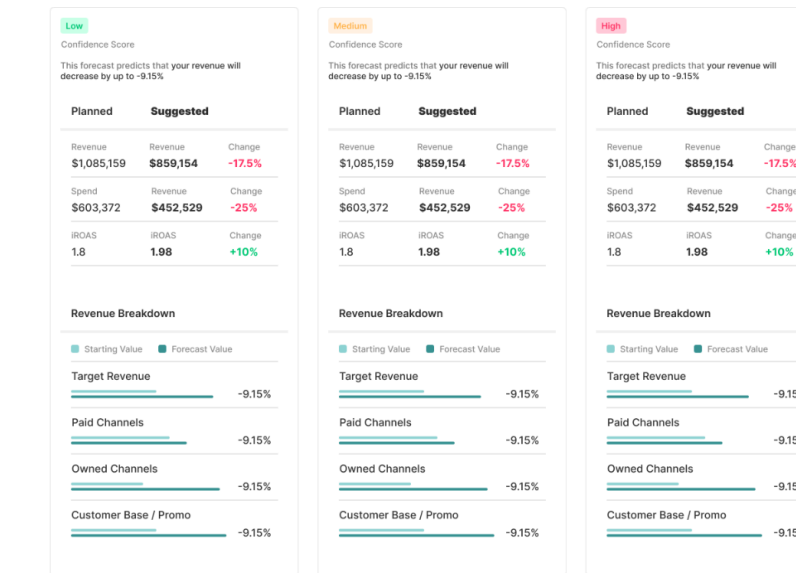 Low
Confidence Score
This forecast predicts that your revenue will
decrease by up to -9.15%
Planned Suggested
Revenue Revenue Change
$1,085,159 $859,154 -17.5%
Spend Revenue Change
$603,372 $452,529 -25%
iROAS iROAS Change
1.8 1.98 +10%
Revenue Breakdown
Starting Value Forecast Value
Target Revenue
-9.15%
Paid Channels
-9.15%
Owned Channels
-9.15%
Customer Base / Promo
-9.15%
Medium
Confidence Score
This forecast predicts that your revenue will
decrease by up to -9.15%
Planned Suggested
Revenue Revenue Change
$1,085,159 $859,154 -17.5%
Spend Revenue Change
$603,372 $452,529 -25%
iROAS iROAS Change
1.8 1.98 +10%
Revenue Breakdown
Starting Value Forecast Value
Target Revenue
-9.15%
Paid Channels
-9.15%
Owned Channels
-9.15%
Customer Base / Promo
-9.15%
High
Confidence Score
This forecast predicts that your revenue will
decrease by up to -9.15%
Planned Suggested
Revenue Revenue Change
$1,085,159 $859,154 -17.5%
Spend Revenue Change
$603,372 $452,529 -25%
iROAS iROAS Change
1.8 1.98 +10%
Revenue Breakdown
Starting Value Forecast Value
Target Revenue
-9.15
Paid Channels
-9.15
Owned Channels
-9.15
Customer Base / Promo
-9.15